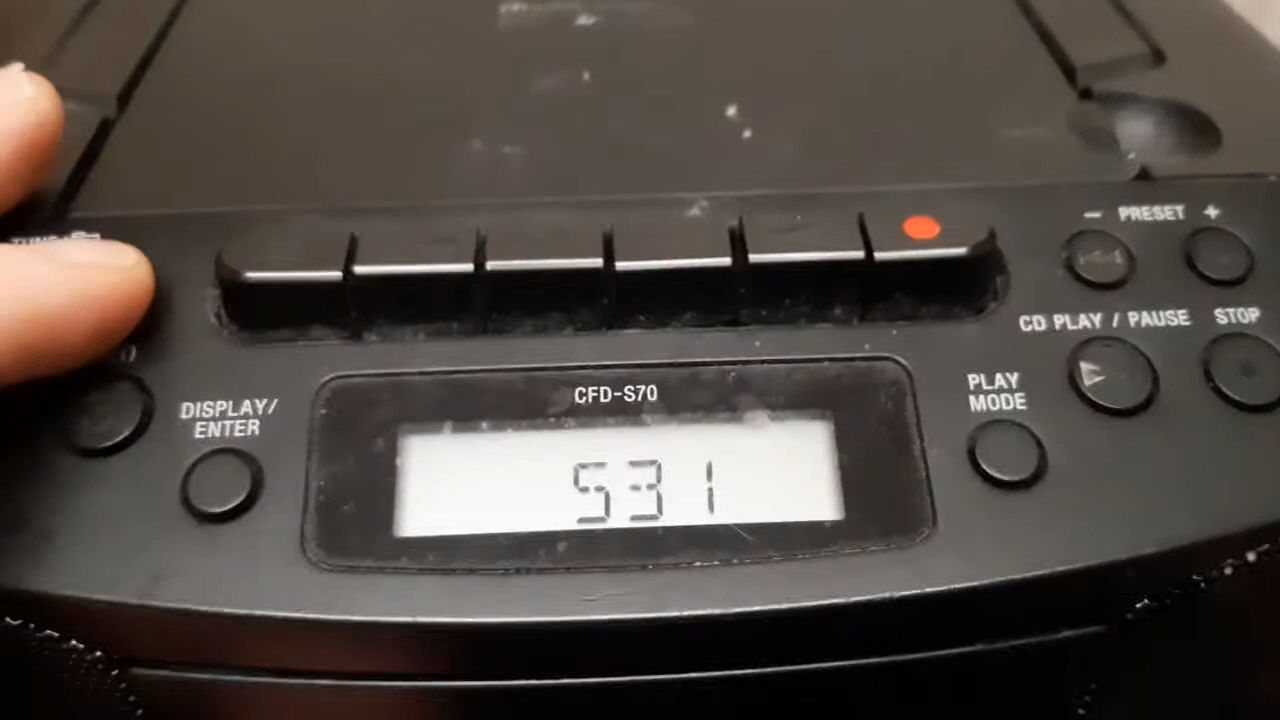 − PRESET +
CD PLAY / PAUSE
STOP
DISPLAY/
ENTER
CFD-S70
PLAY
MODE
531